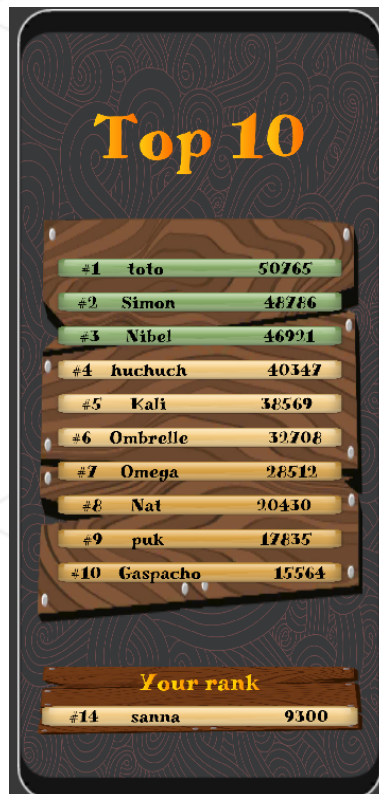 Top 10
#1 toto 50765
#2 Simon 48786
#3 Nibel 46921
#4 huchuch 40347
#5 Kali 38569
#6 Ombrelle 32708
#7 Omega 28512
#8 Nat 20430
#9 puk 17835
#10 Gaspacho 15564
Your rank
#14 sanna 9300